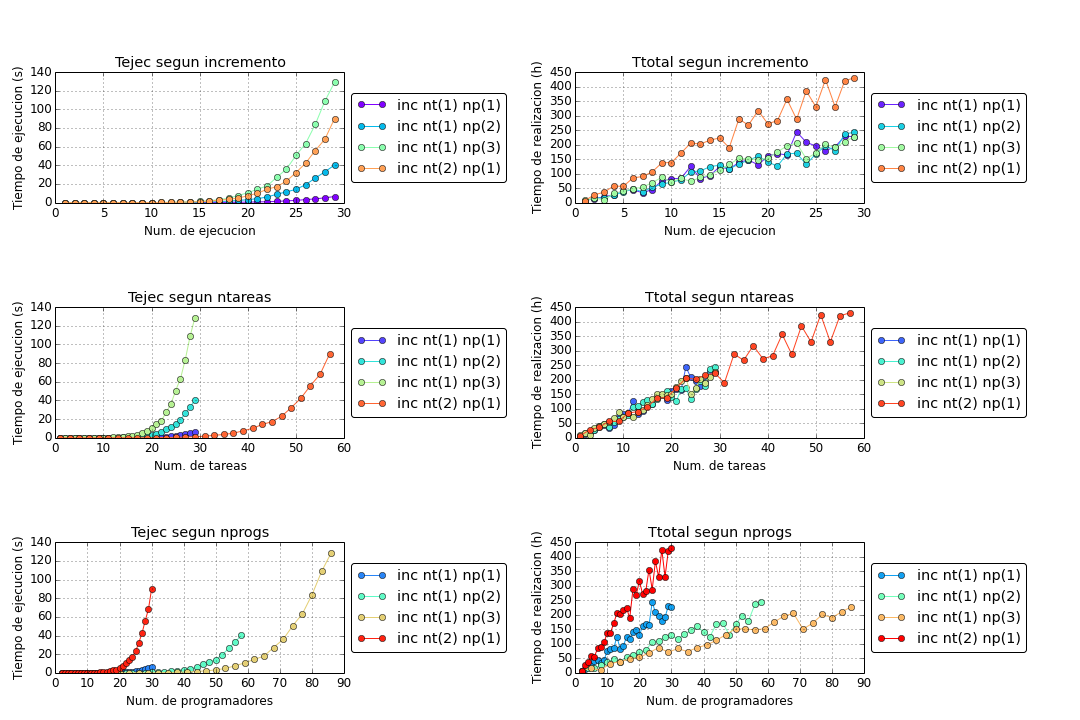 Tejec segun incremento
Tiempo de ejecucion (s)
140
120
100
80
60
40
20
0
0 5 10 15 20 25 30
Num. de ejecucion
inc nt(1) np(1)
inc nt(1) np(2)
inc nt(1) np(3)
inc nt(2) np(1)
Ttotal segun incremento
Tiempo de realizacion (h)
450
400
350
300
250
200
150
100
50
0
0 5 10 15 20 25 30
Num. de ejecucion
inc nt(1) np(1)
inc nt(1) np(2)
inc nt(1) np(3)
inc nt(2) np(1)
Tejec segun ntareas
Tiempo de ejecucion (s)
140
120
100
80
60
40
20
0
0 10 20 30 40 50 60
Num. de tareas
inc nt(1) np(1)
inc nt(1) np(2)
inc nt(1) np(3)
inc nt(2) np(1)
Ttotal segun ntareas
Tiempo de realizacion (h)
450
400
350
300
250
200
150
100
50
0
0 10 20 30 40 50 60
Num. de tareas
inc nt(1) np(1)
inc nt(1) np(2)
inc nt(1) np(3)
inc nt(2) np(1)
Tejec segun nprogs
Tiempo de ejecucion (s)
140
120
100
80
60
40
20
0
0 10 20 30 40 50 60 70 80 90
Num. de programadores
inc nt(1) np(1)
inc nt(1) np(2)
inc nt(1) np(3)
inc nt(2) np(1)
Ttotal segun nprogs
Tiempo de realizacion (h)
450
400
350
300
250
200
150
100
50
0
0 10 20 30 40 50 60 70 80 90
Num. de programadores
inc nt(1) np(1)
inc nt(1) np(2)
inc nt(1) np(3)
inc nt(2) np(1)